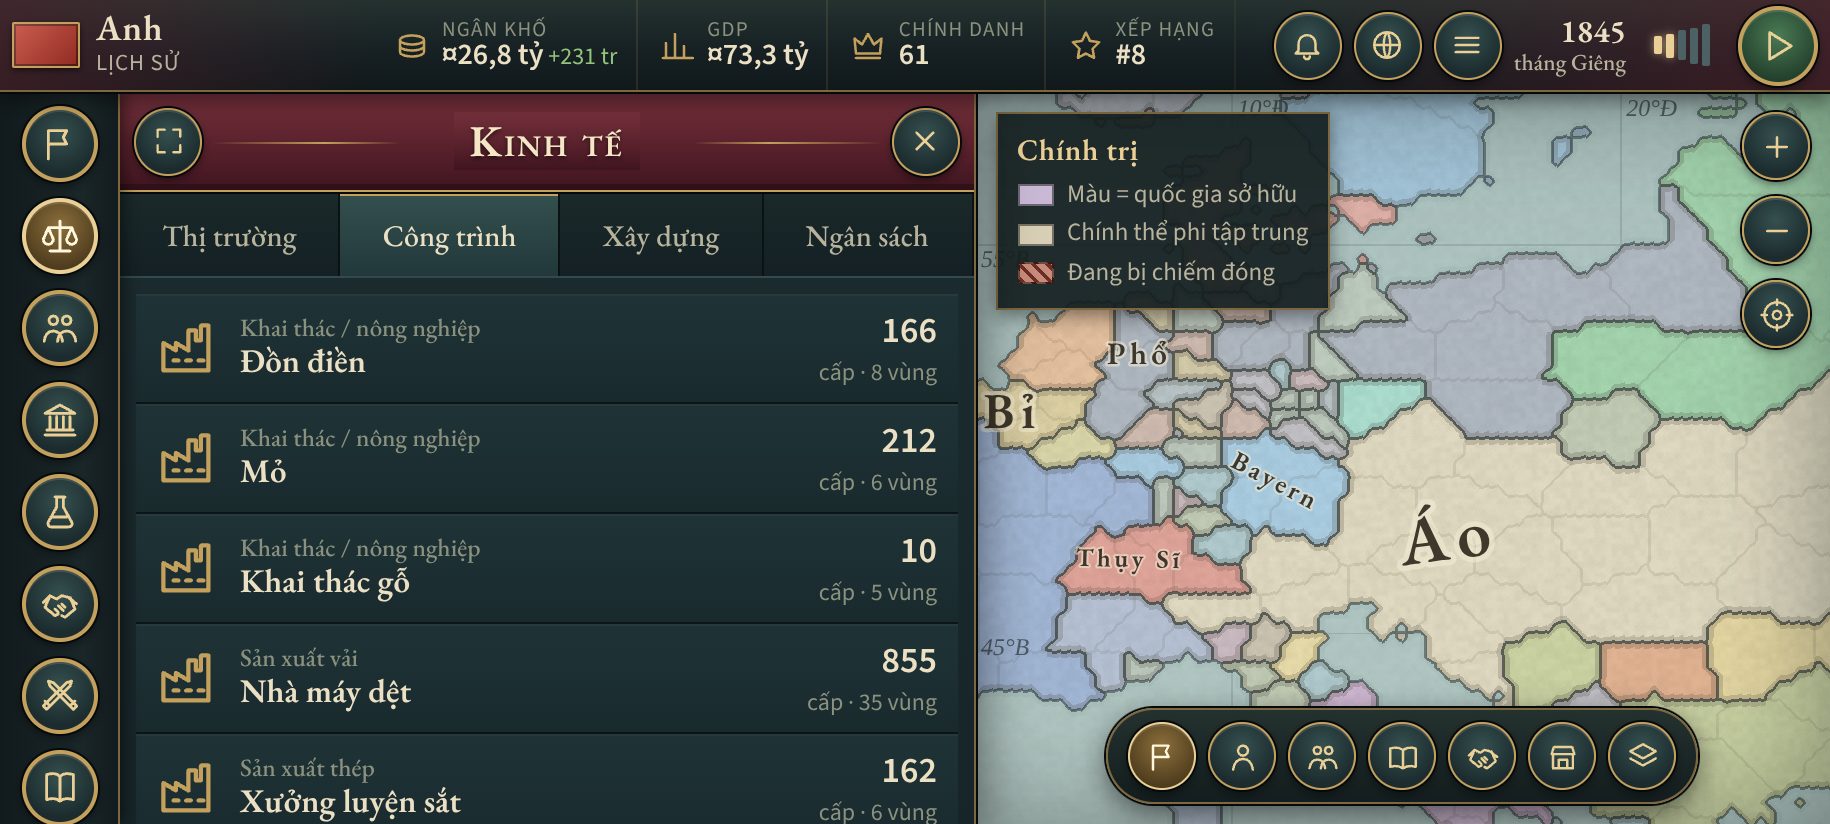 Anh
LỊCH SỬ
NGÂN KHỐ
¤26,8 tỷ +231 tr
GDP
¤73,3 tỷ
CHÍNH DANH
61
XẾP HẠNG
#8
1845
tháng Giêng
Kinh tế
Thị trường
Công trình
Xây dựng
Ngân sách
Khai thác / nông nghiệp
Đồn điền
166
cấp · 8 vùng
Khai thác / nông nghiệp
Mỏ
212
cấp · 6 vùng
Khai thác / nông nghiệp
Khai thác gỗ
10
cấp · 5 vùng
Sản xuất vải
Nhà máy dệt
855
cấp · 35 vùng
Sản xuất thép
Xưởng luyện sắt
162
cấp · 6 vùng
10°Đ
20°Đ
Chính trị
Màu = quốc gia sở hữu
Chính thể phi tập trung
Đang bị chiếm đóng
Phổ
Bỉ
Bayern
Áo
Thụy Sĩ
45°B